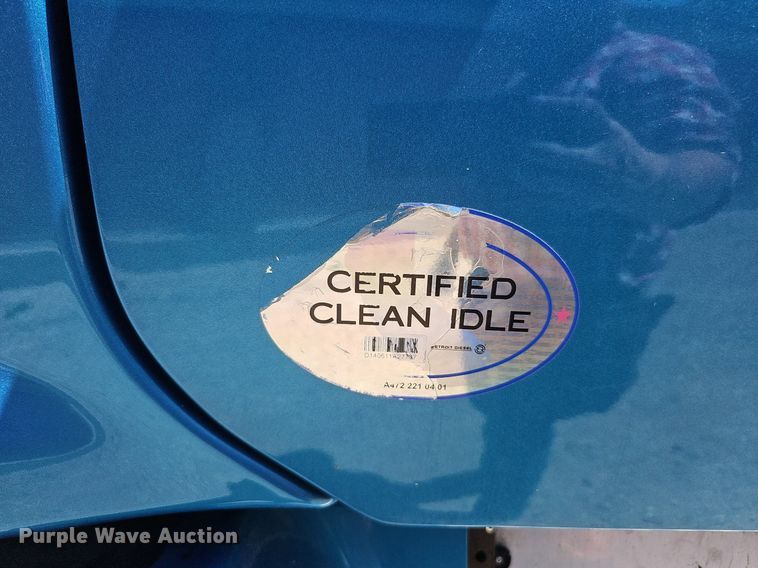 CERTIFIED
CLEAN IDLE
DETROIT DIESEL
A472 221 04 01
Purple Wave Auction